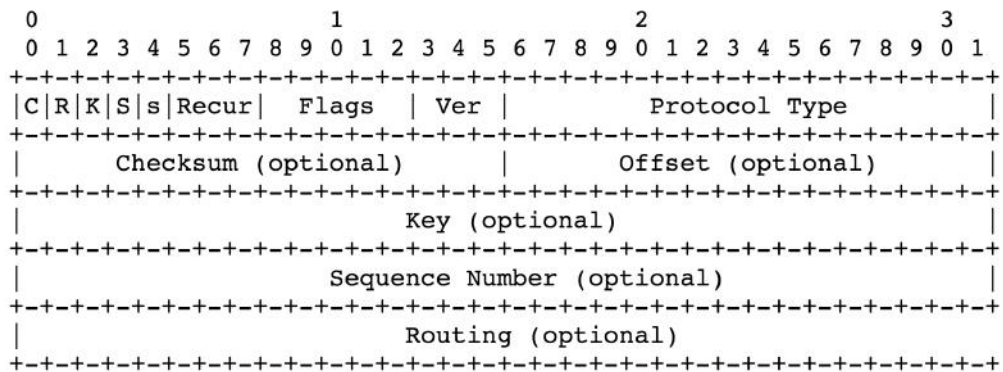 0                   1                   2                   3
0 1 2 3 4 5 6 7 8 9 0 1 2 3 4 5 6 7 8 9 0 1 2 3 4 5 6 7 8 9 0 1
+-+-+-+-+-+-+-+-+-+-+-+-+-+-+-+-+-+-+-+-+-+-+-+-+-+-+-+-+-+-+-+-+
|C|R|K|S|s|Recur|  Flags  | Ver |         Protocol Type         |
+-+-+-+-+-+-+-+-+-+-+-+-+-+-+-+-+-+-+-+-+-+-+-+-+-+-+-+-+-+-+-+-+
|      Checksum (optional)      |       Offset (optional)       |
+-+-+-+-+-+-+-+-+-+-+-+-+-+-+-+-+-+-+-+-+-+-+-+-+-+-+-+-+-+-+-+-+
|                         Key (optional)                        |
+-+-+-+-+-+-+-+-+-+-+-+-+-+-+-+-+-+-+-+-+-+-+-+-+-+-+-+-+-+-+-+-+
|                    Sequence Number (optional)                 |
+-+-+-+-+-+-+-+-+-+-+-+-+-+-+-+-+-+-+-+-+-+-+-+-+-+-+-+-+-+-+-+-+
|                         Routing (optional)
+-+-+-+-+-+-+-+-+-+-+-+-+-+-+-+-+-+-+-+-+-+-+-+-+-+-+-+-+-+-+-+-+